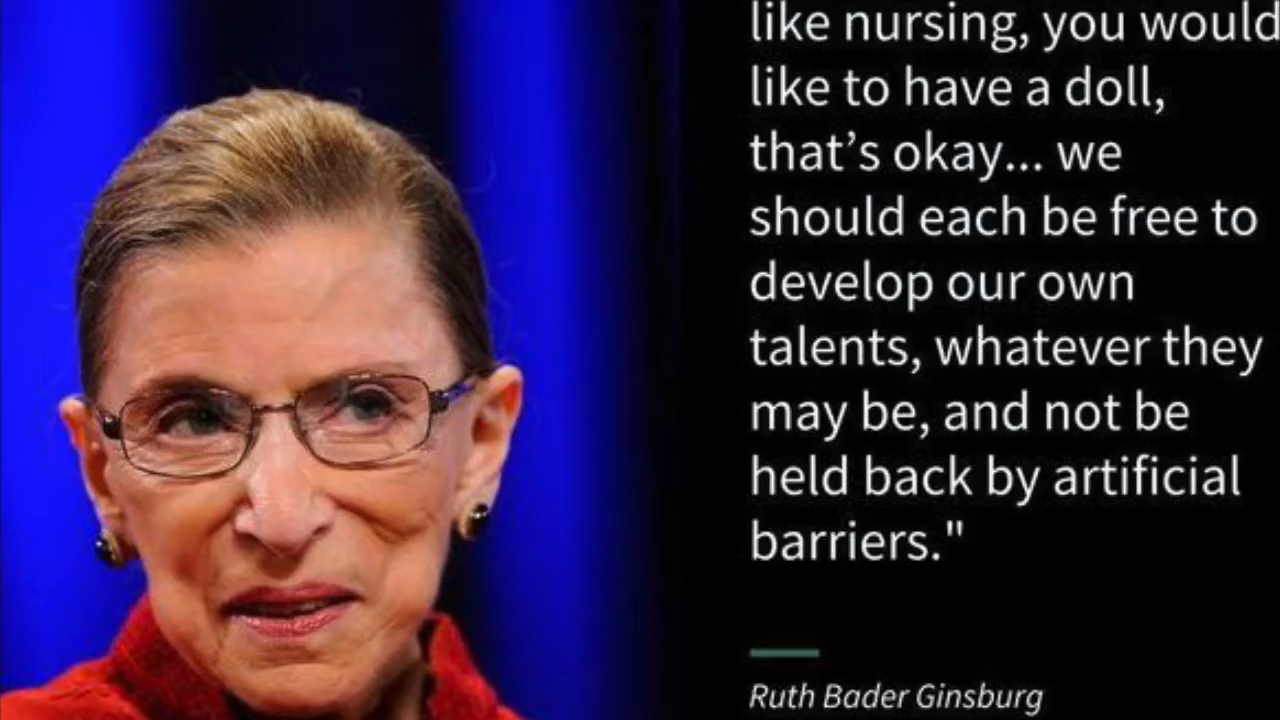 like nursing, you would
like to have a doll,
that’s okay... we
should each be free to
develop our own
talents, whatever they
may be, and not be
held back by artificial
barriers."
Ruth Bader Ginsburg